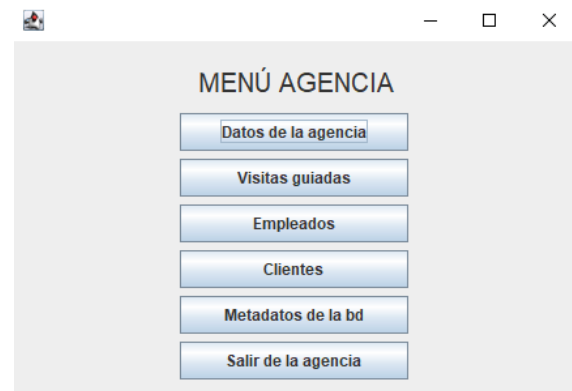 MENÚ AGENCIA
Datos de la agencia
Visitas guiadas
Empleados
Clientes
Metadatos de la bd
Salir de la agencia